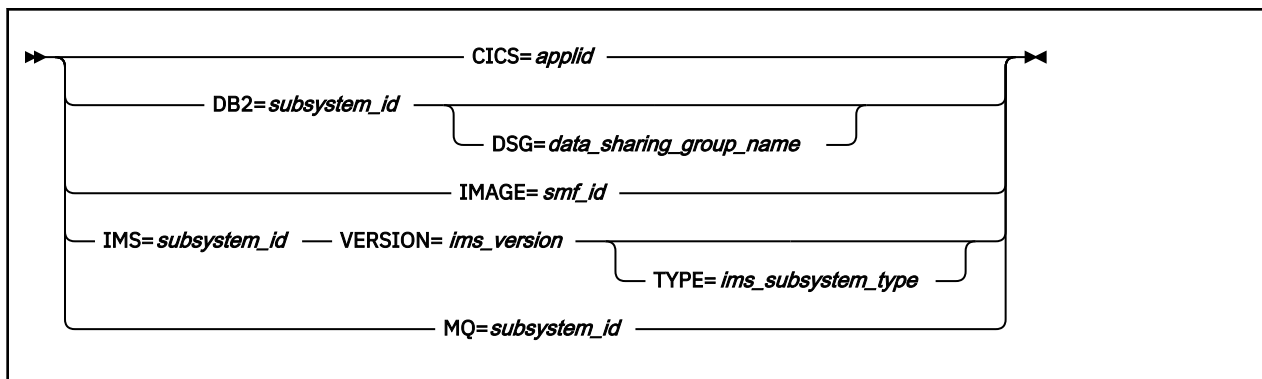 CICS=applid
DB2=subsystem_id
DSG=data_sharing_group_name
IMAGE=smf_id
IMS=subsystem_id VERSION=ims_version
TYPE=ims_subsystem_type
MQ=subsystem_id